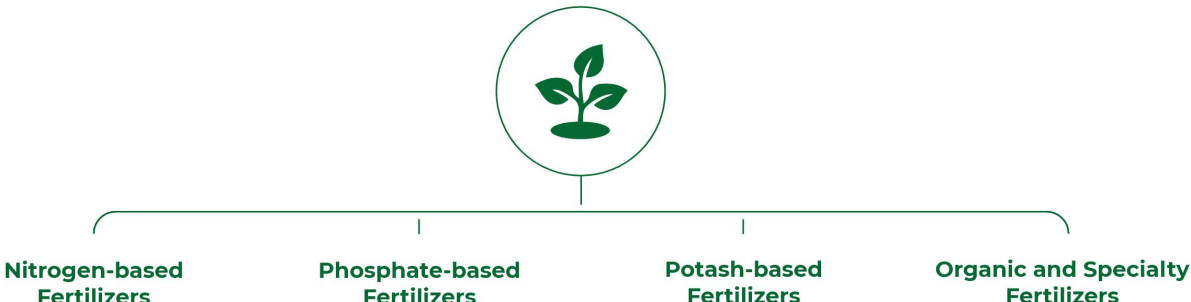 Nitrogen-based
Fertilizers
Phosphate-based
Fertilizers
Potash-based
Fertilizers
Organic and Specialty
Fertilizers